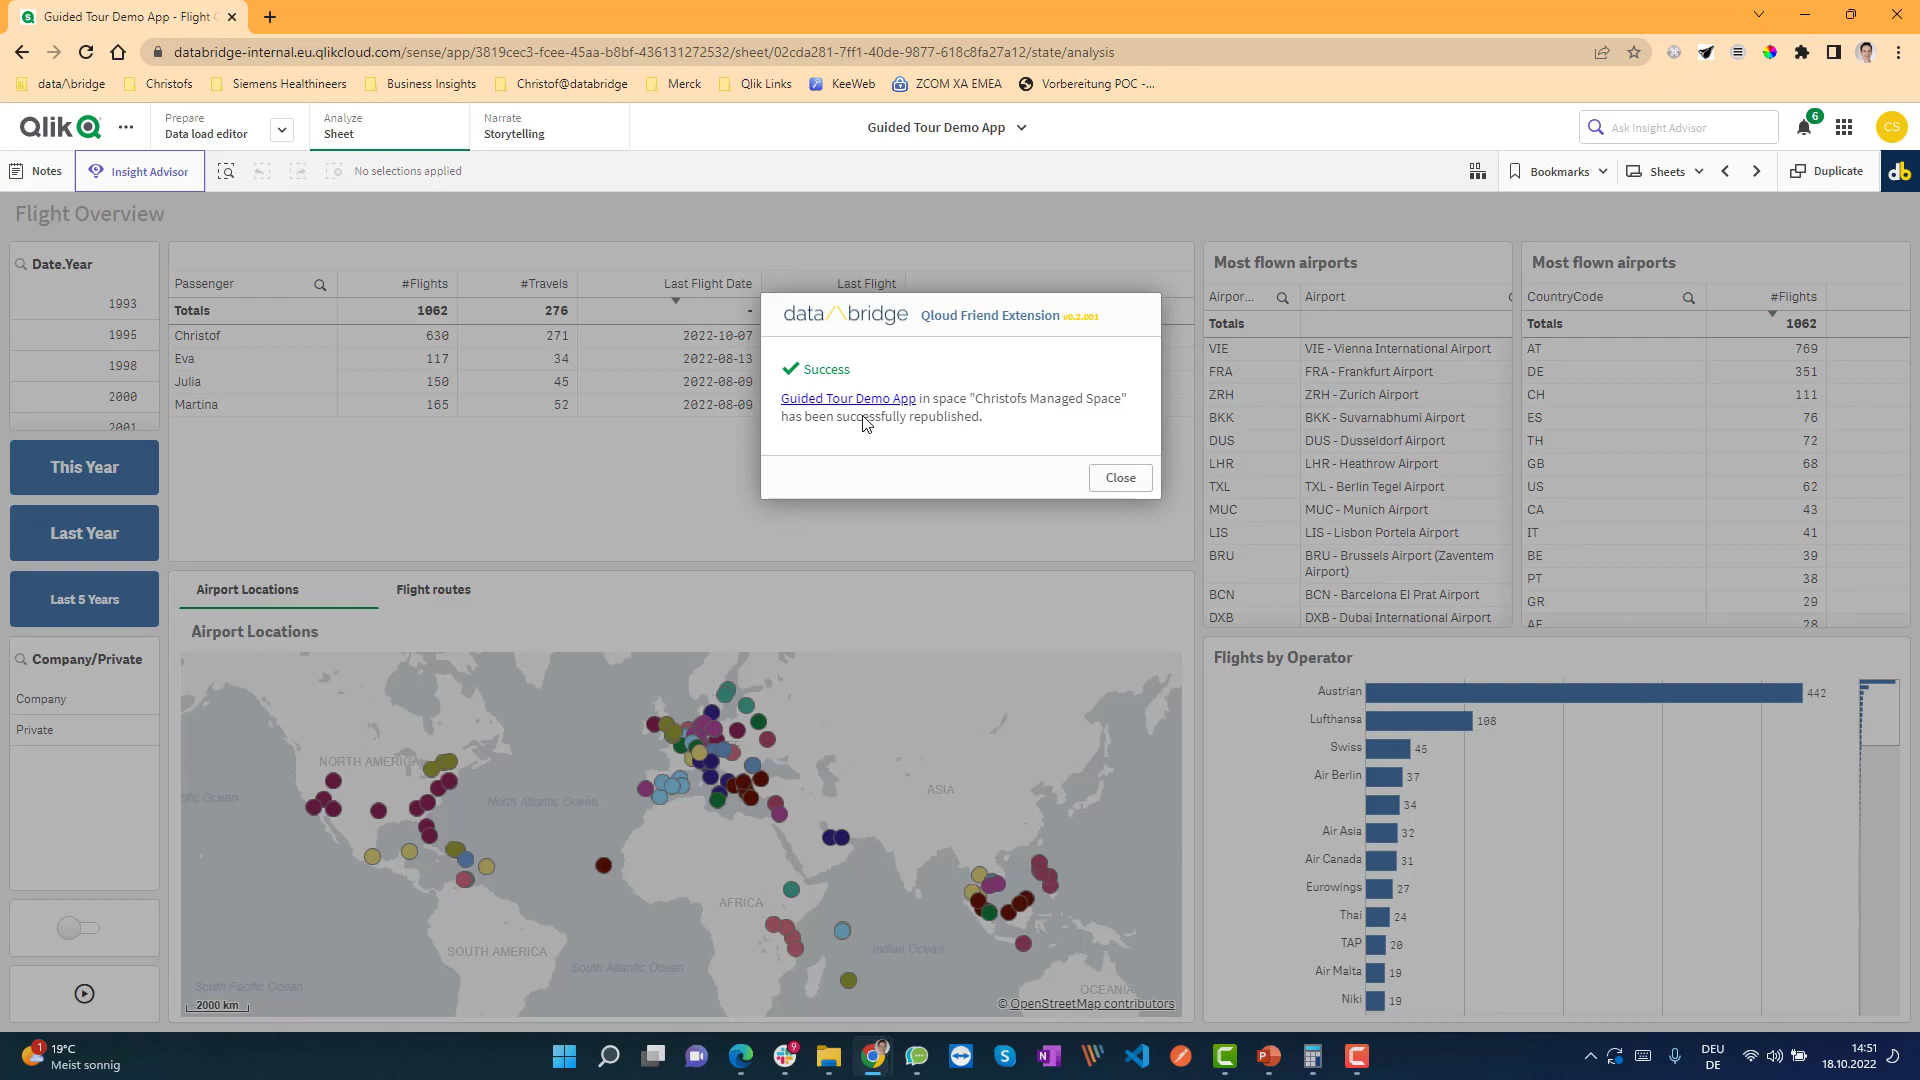 Guided Tour Demo App - Flight
databridge-internal.eu.qlikcloud.com/sense/app/3819cec3-fcee-45aa-b8bf-436131272532/sheet/02cda281-7ff1-40de-9877-618c8fa27a12/state/analysis
data/\bridge
Christofs
Siemens Healthineers
Business Insights
Christof@databridge
Merck
Qlik Links
KeeWeb
ZCOM XA EMEA
Vorbereitung POC -...
Qlik
Prepare
Data load editor
Analyze
Sheet
Narrate
Storytelling
Guided Tour Demo App
Ask Insight Advisor
6
CS
Notes
Insight Advisor
No selections applied
Bookmarks
Sheets
Duplicate
db
Flight Overview
Date.Year
1993
1995
1998
2000
2001
This Year
Last Year
Last 5 Years
Company/Private
Company
Private
Passenger #Flights #Travels Last Flight Date Last Flight
Totals 1062 276 -
Christof 630 271 2022-10-07
Eva 117 34 2022-08-13
Julia 150 45 2022-08-09
Martina 165 52 2022-08-09
data/\bridge Qloud Friend Extension v0.2.001
Success
Guided Tour Demo App in space "Christofs Managed Space"
has been successfully republished.
Close
Airport Locations
Flight routes
Airport Locations
NORTH AMERICA
North Atlantic Ocean
ASIA
AFRICA
SOUTH AMERICA
Indian Ocean
South Atlantic Ocean
South Pacific Ocean
OCEANIA
2000 km
© OpenStreetMap contributors
Most flown airports
Airpor... Airport
Totals
VIE VIE - Vienna International Airport
FRA FRA - Frankfurt Airport
ZRH ZRH - Zurich Airport
BKK BKK - Suvarnabhumi Airport
DUS DUS - Dusseldorf Airport
LHR LHR - Heathrow Airport
TXL TXL - Berlin Tegel Airport
MUC MUC - Munich Airport
LIS LIS - Lisbon Portela Airport
BRU BRU - Brussels Airport (Zaventem
Airport)
BCN BCN - Barcelona El Prat Airport
DXB DXB - Dubai International Airport
Most flown airports
CountryCode #Flights
Totals 1062
AT 769
DE 351
CH 111
ES 76
TH 72
GB 68
US 62
CA 43
IT 41
BE 39
PT 38
GR 29
AE 28
Flights by Operator
Austrian 442
Lufthansa 108
Swiss 45
Air Berlin 37
34
Air Asia 32
Air Canada 31
Eurowings 27
Thai 24
TAP 20
Air Malta 19
Niki 19
1
19°C
Meist sonnig
9
DEU
DE
14:51
18.10.2022